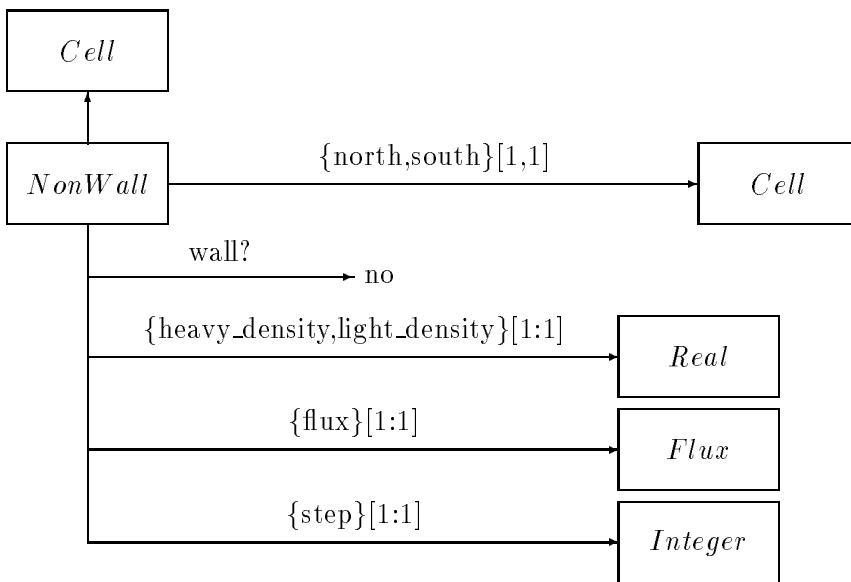 Cell
{north,south}[1,1]
NonWall
Cell
wall?
no
{heavy_density,light_density}[1:1]
Real
{flux}[1:1]
Flux
{step}[1:1]
Integer